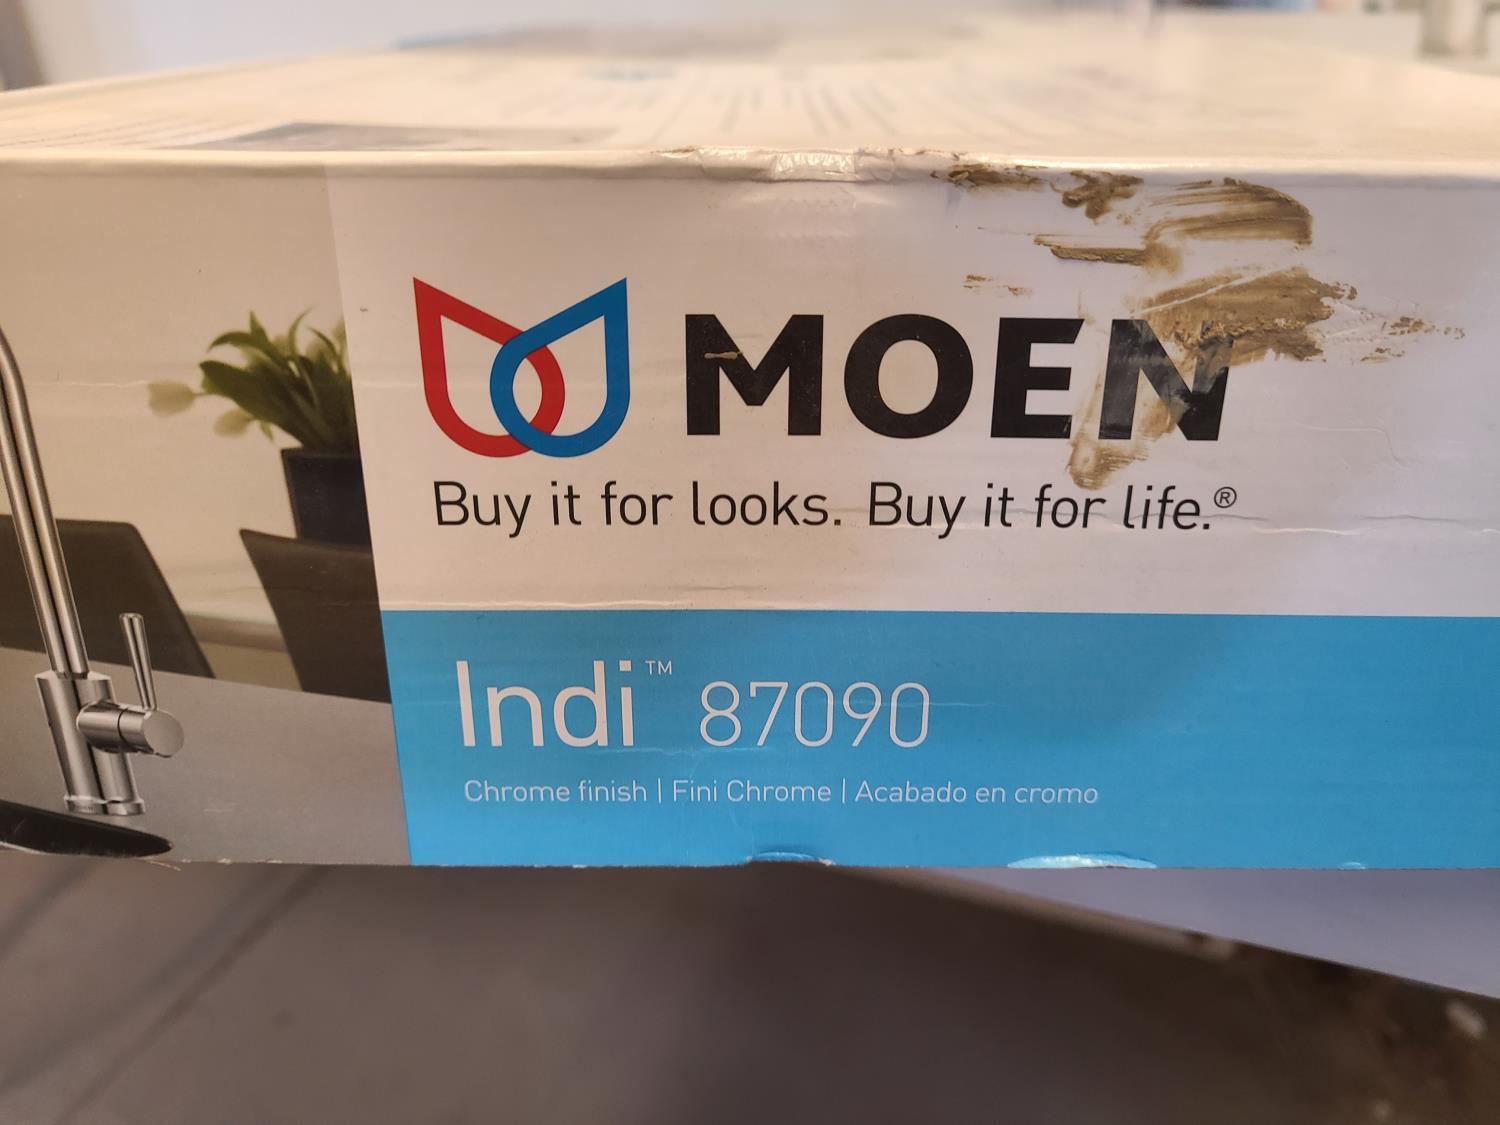 MOEN
Buy it for looks. Buy it for life.®
Indi™ 87090
Chrome finish | Fini Chrome | Acabado en cromo